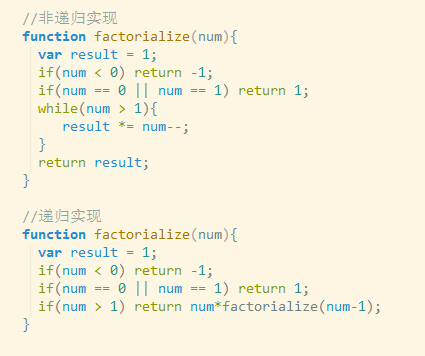 //非递归实现
function factorialize(num){
  var result = 1;
  if(num < 0) return -1;
  if(num == 0 || num == 1) return 1;
  while(num > 1){
     result *= num--;
  }
  return result;
}

//递归实现
function factorialize(num){
  var result = 1;
  if(num < 0) return -1;
  if(num == 0 || num == 1) return 1;
  if(num > 1) return num*factorialize(num-1);
}